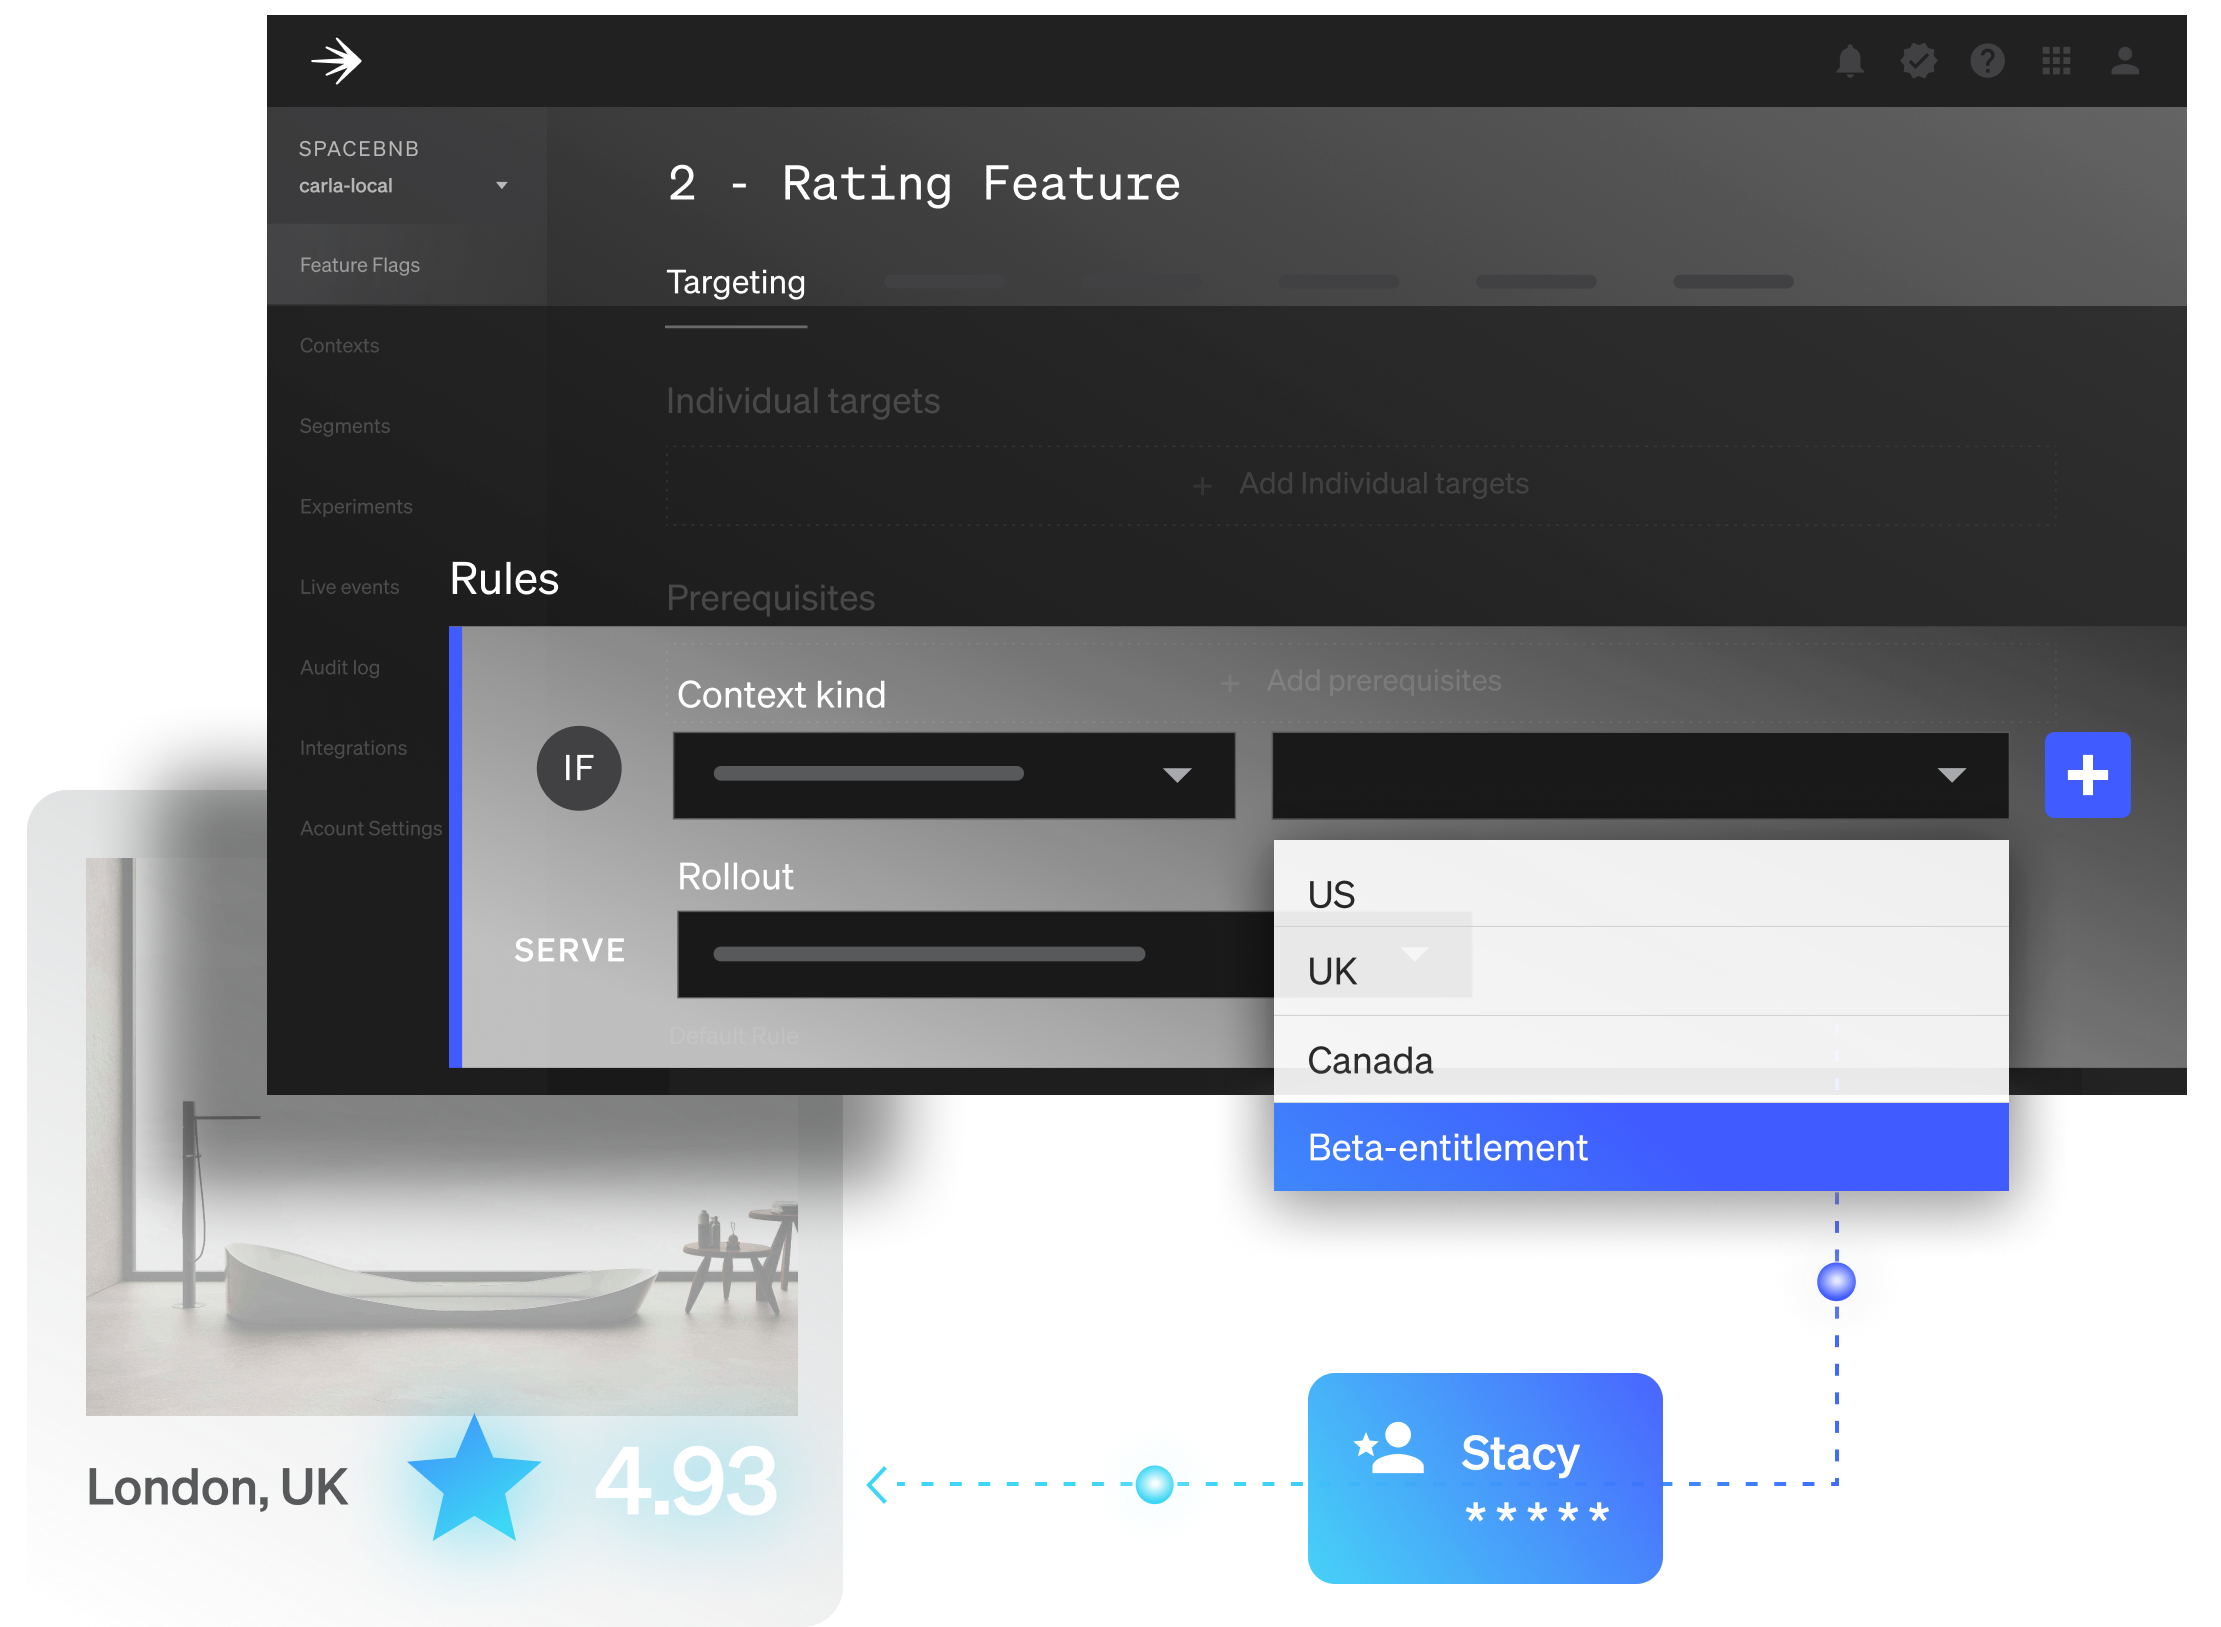 SPACEBNB
carla-local
Feature Flags
Contexts
Segments
Experiments
Live events
Audit log
Integrations
Acount Settings
2 - Rating Feature
Targeting
Individual targets
+ Add Individual targets
Prerequisites
+ Add prerequisites
Rules
Context kind
IF
Rollout
SERVE
Default Rule
US
UK
Canada
Beta-entitlement
London, UK
4.93
Stacy
*****